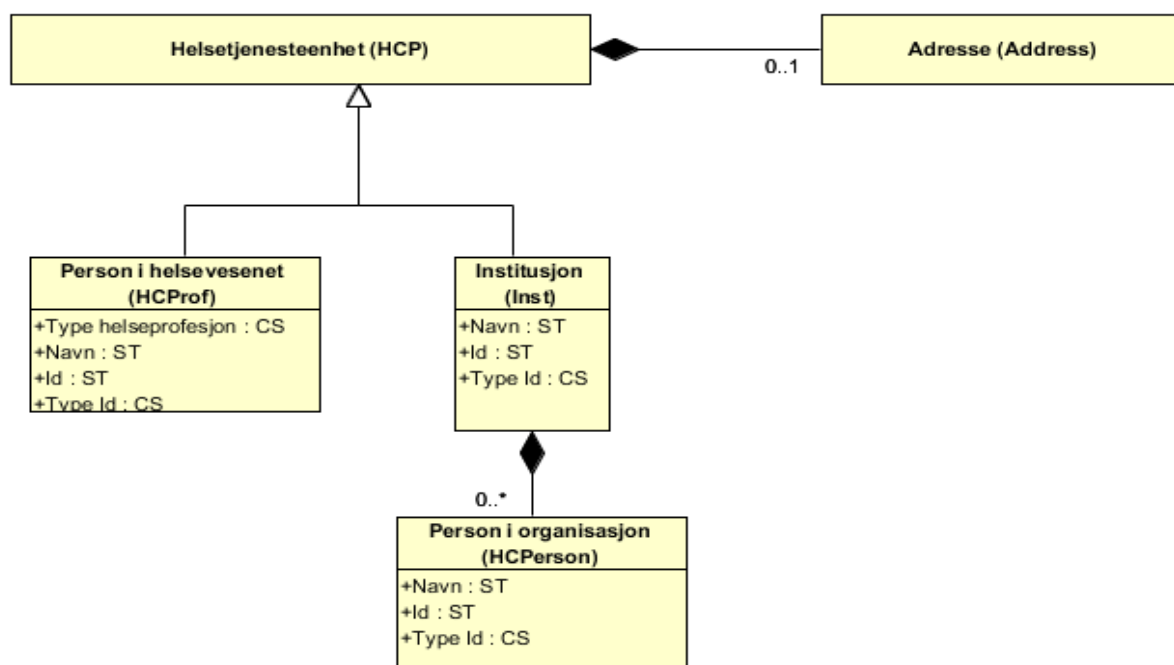 Helsetjenesteenhet (HCP)
0..1
Adresse (Address)
Person i helsevesenet
(HCProf)
+Type helseprofesjon : CS
+Navn : ST
+Id : ST
+Type Id : CS
Institusjon
(Inst)
+Navn : ST
+Id : ST
+Type Id : CS
0..*
Person i organisasjon
(HCPerson)
+Navn : ST
+Id : ST
+Type Id : CS